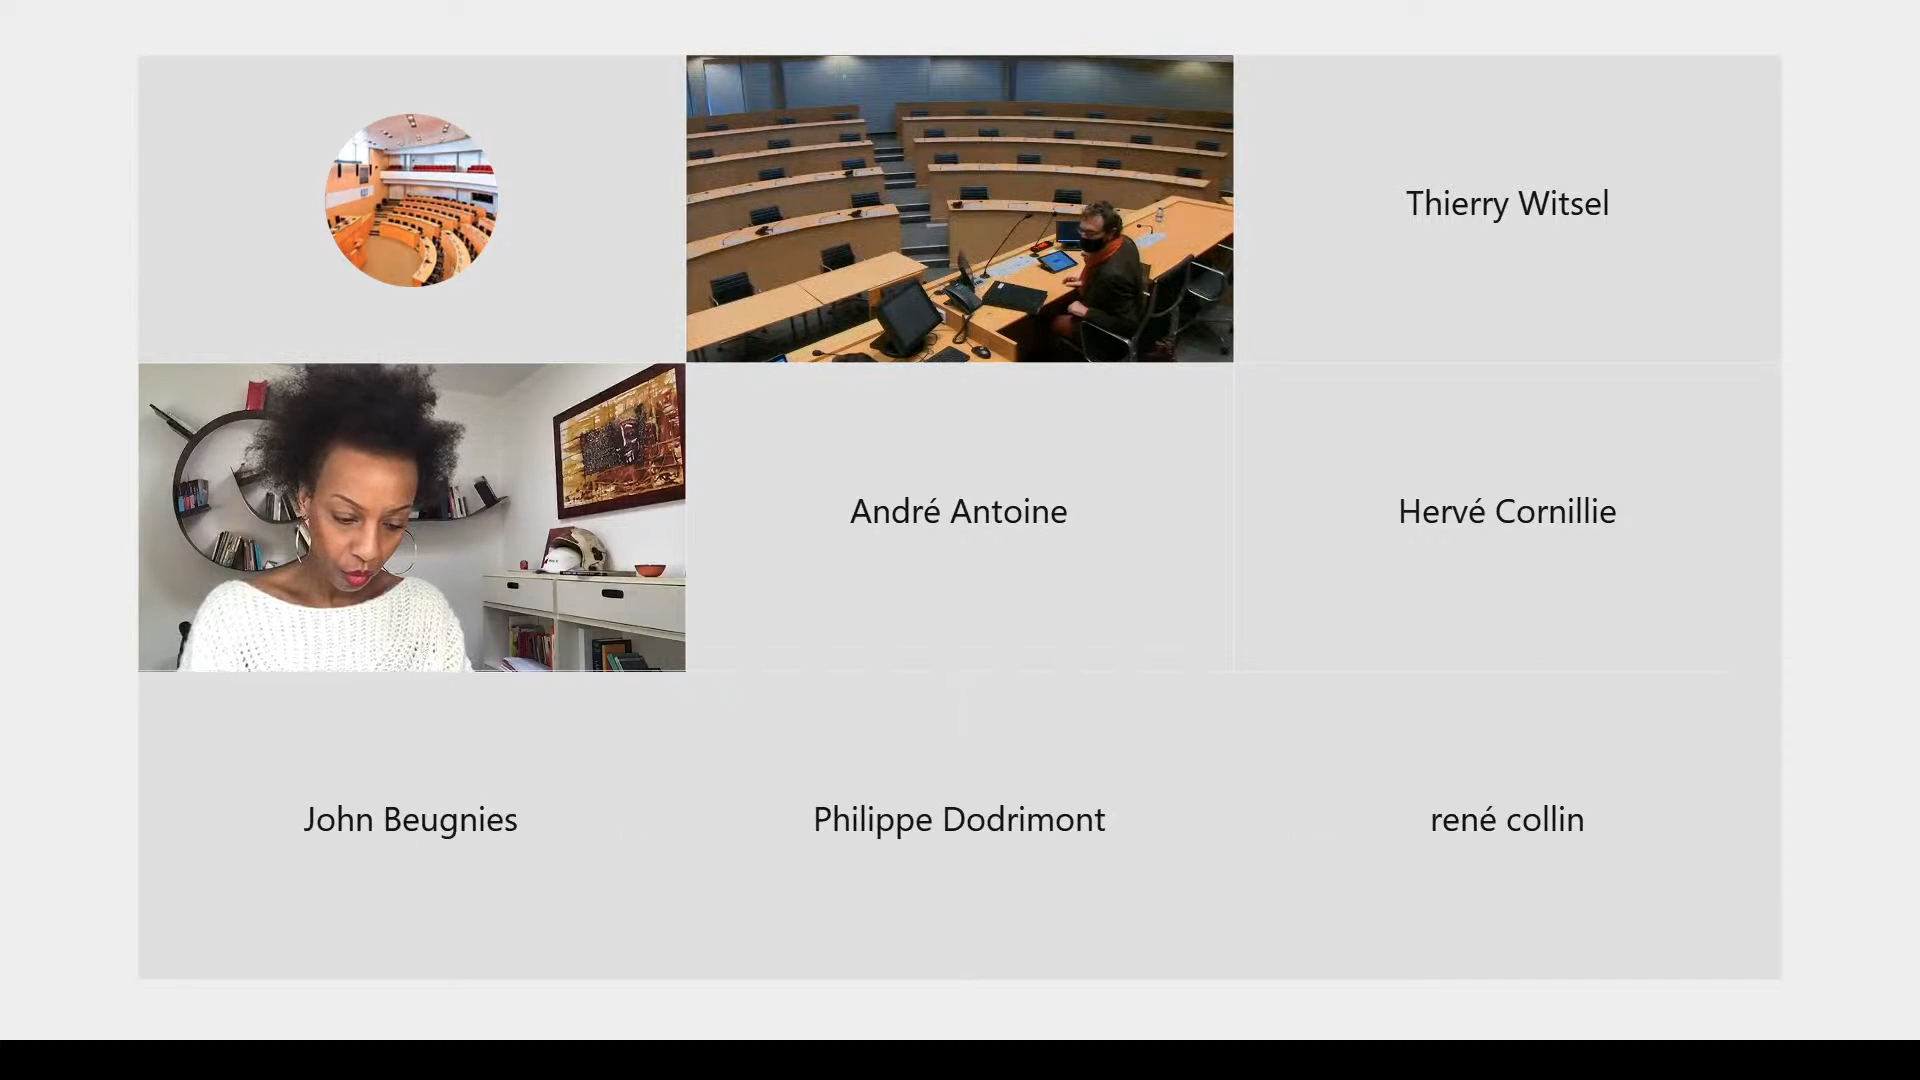 Thierry Witsel
André Antoine
Hervé Cornillie
John Beugnies
Philippe Dodrimont
rené collin